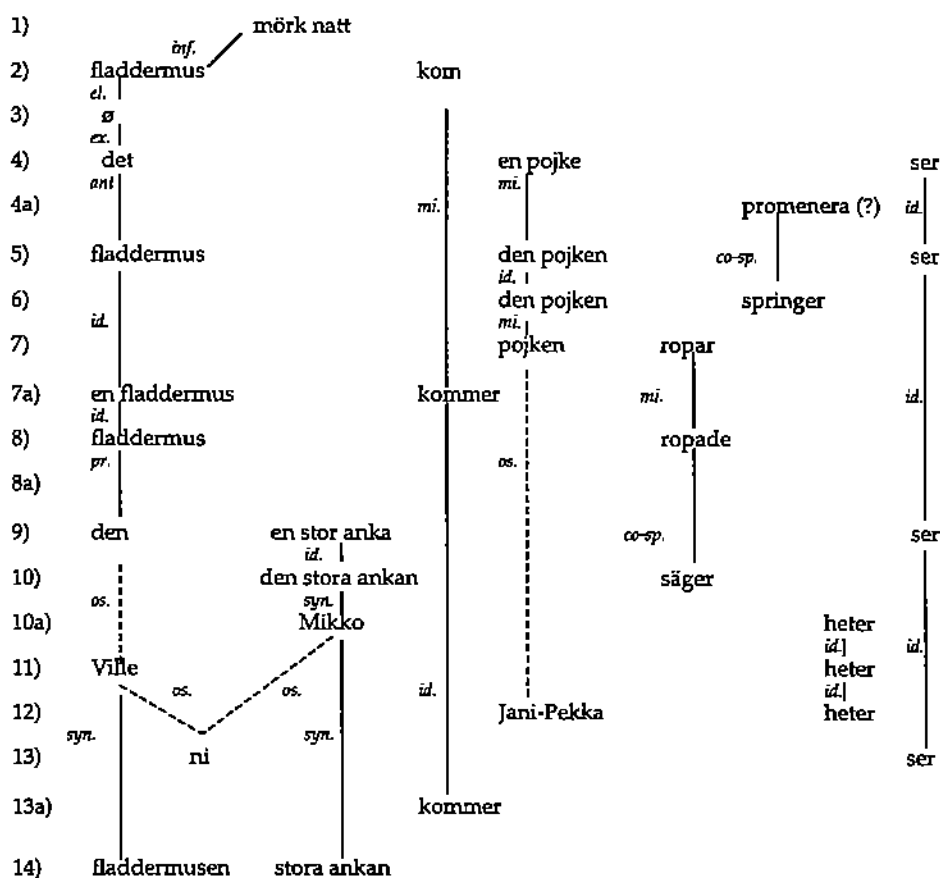 1) mörk natt
inf.
2) fladdermus kom
el.
3) ø
ex.
4) det en pojke ser
ant mi.
4a) mi. promenera (?) id.
5) fladdermus den pojken co-sp. ser
id.
6) den pojken springer
id. mi.
7) pojken ropar
7a) en fladdermus kommer mi. id.
id.
8) fladdermus ropade
pr. os.
8a)
9) den en stor anka co-sp. ser
id.
10) den stora ankan säger
os. syn.
10a) Mikko heter
id.] id.
11) Ville heter
os. os. id. id.|
12) Jani-Pekka heter
syn. syn.
13) ni ser
13a) kommer
14) fladdermusen stora ankan